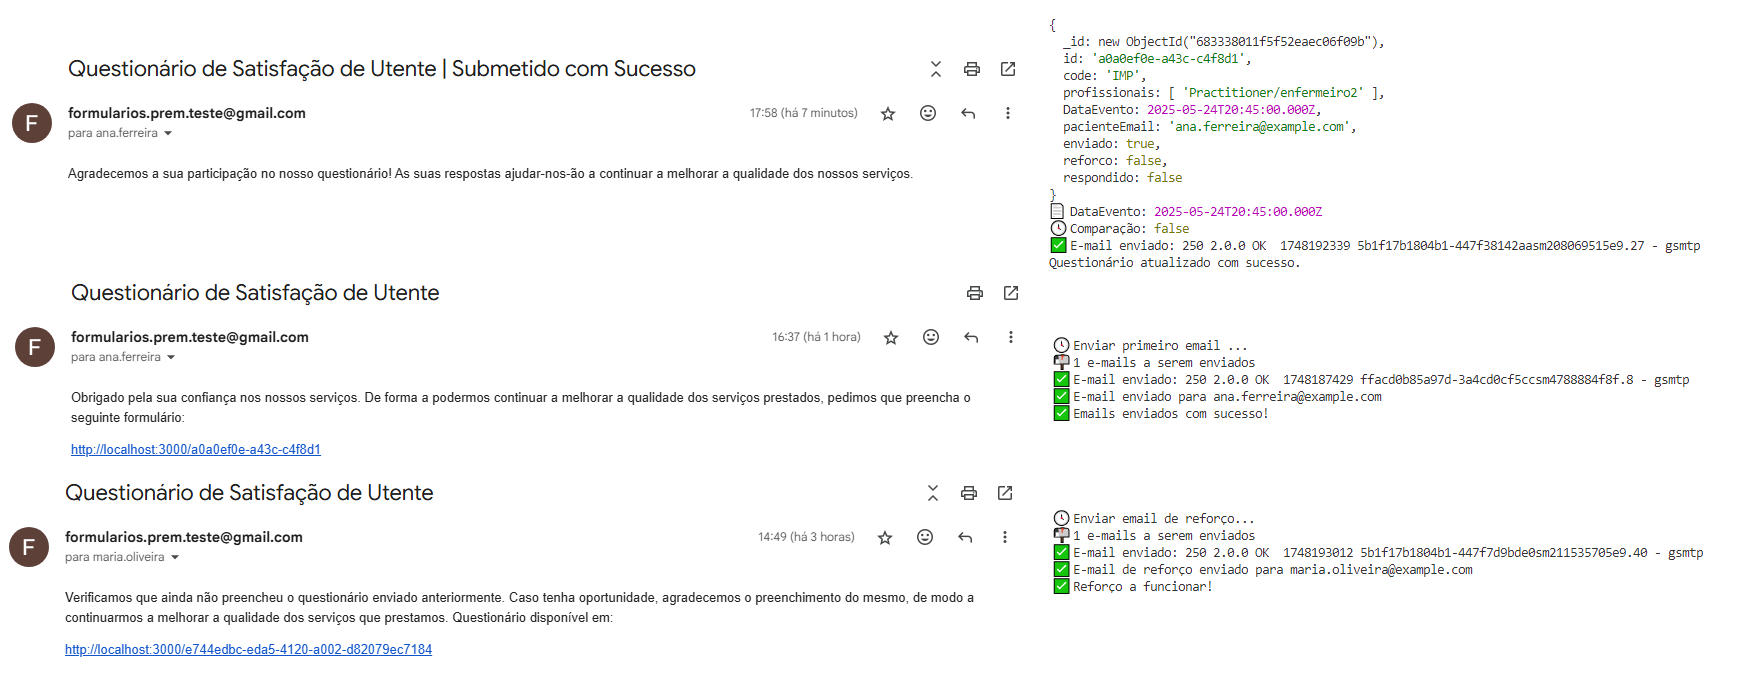 Questionário de Satisfação de Utente | Submetido com Sucesso
F
formularios.prem.teste@gmail.com
17:58 (há 7 minutos)
para ana.ferreira
Agradecemos a sua participação no nosso questionário! As suas respostas ajudar-nos-ão a continuar a melhorar a qualidade dos nossos serviços.
{
_id: new ObjectId("683338011f5f52eaec06f09b"),
id: 'a0a0ef0e-a43c-c4f8d1',
code: 'IMP',
profissionais: [ 'Practitioner/enfermeiro2' ],
DataEvento: 2025-05-24T20:45:00.000Z,
pacienteEmail: 'ana.ferreira@example.com',
enviado: true,
reforco: false,
respondido: false
}
DataEvento: 2025-05-24T20:45:00.000Z
Comparação: false
E-mail enviado: 250 2.0.0 OK  1748192339 5b1f17b1804b1-447f38142aasm208069515e9.27 - gsmtp
Questionário atualizado com sucesso.
Questionário de Satisfação de Utente
F
formularios.prem.teste@gmail.com
16:37 (há 1 hora)
para ana.ferreira
Obrigado pela sua confiança nos nossos serviços. De forma a podermos continuar a melhorar a qualidade dos serviços prestados, pedimos que preencha o
seguinte formulário:
http://localhost:3000/a0a0ef0e-a43c-c4f8d1
Enviar primeiro email ...
1 e-mails a serem enviados
E-mail enviado: 250 2.0.0 OK  1748187429 ffacd0b85a97d-3a4cd0cf5ccsm4788884f8f.8 - gsmtp
E-mail enviado para ana.ferreira@example.com
Emails enviados com sucesso!
Questionário de Satisfação de Utente
F
formularios.prem.teste@gmail.com
14:49 (há 3 horas)
para maria.oliveira
Verificamos que ainda não preencheu o questionário enviado anteriormente. Caso tenha oportunidade, agradecemos o preenchimento do mesmo, de modo a
continuarmos a melhorar a qualidade dos serviços que prestamos. Questionário disponível em:
http://localhost:3000/e744edbc-eda5-4120-a002-d82079ec7184
Enviar email de reforço...
1 e-mails a serem enviados
E-mail enviado: 250 2.0.0 OK  1748193012 5b1f17b1804b1-447f7d9bde0sm211535705e9.40 - gsmtp
E-mail de reforço enviado para maria.oliveira@example.com
Reforço a funcionar!